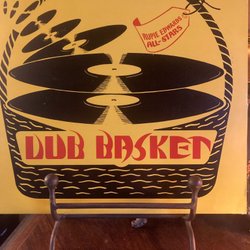 RUPIE EDWARDS
ALL-STARS
DUB BASKET